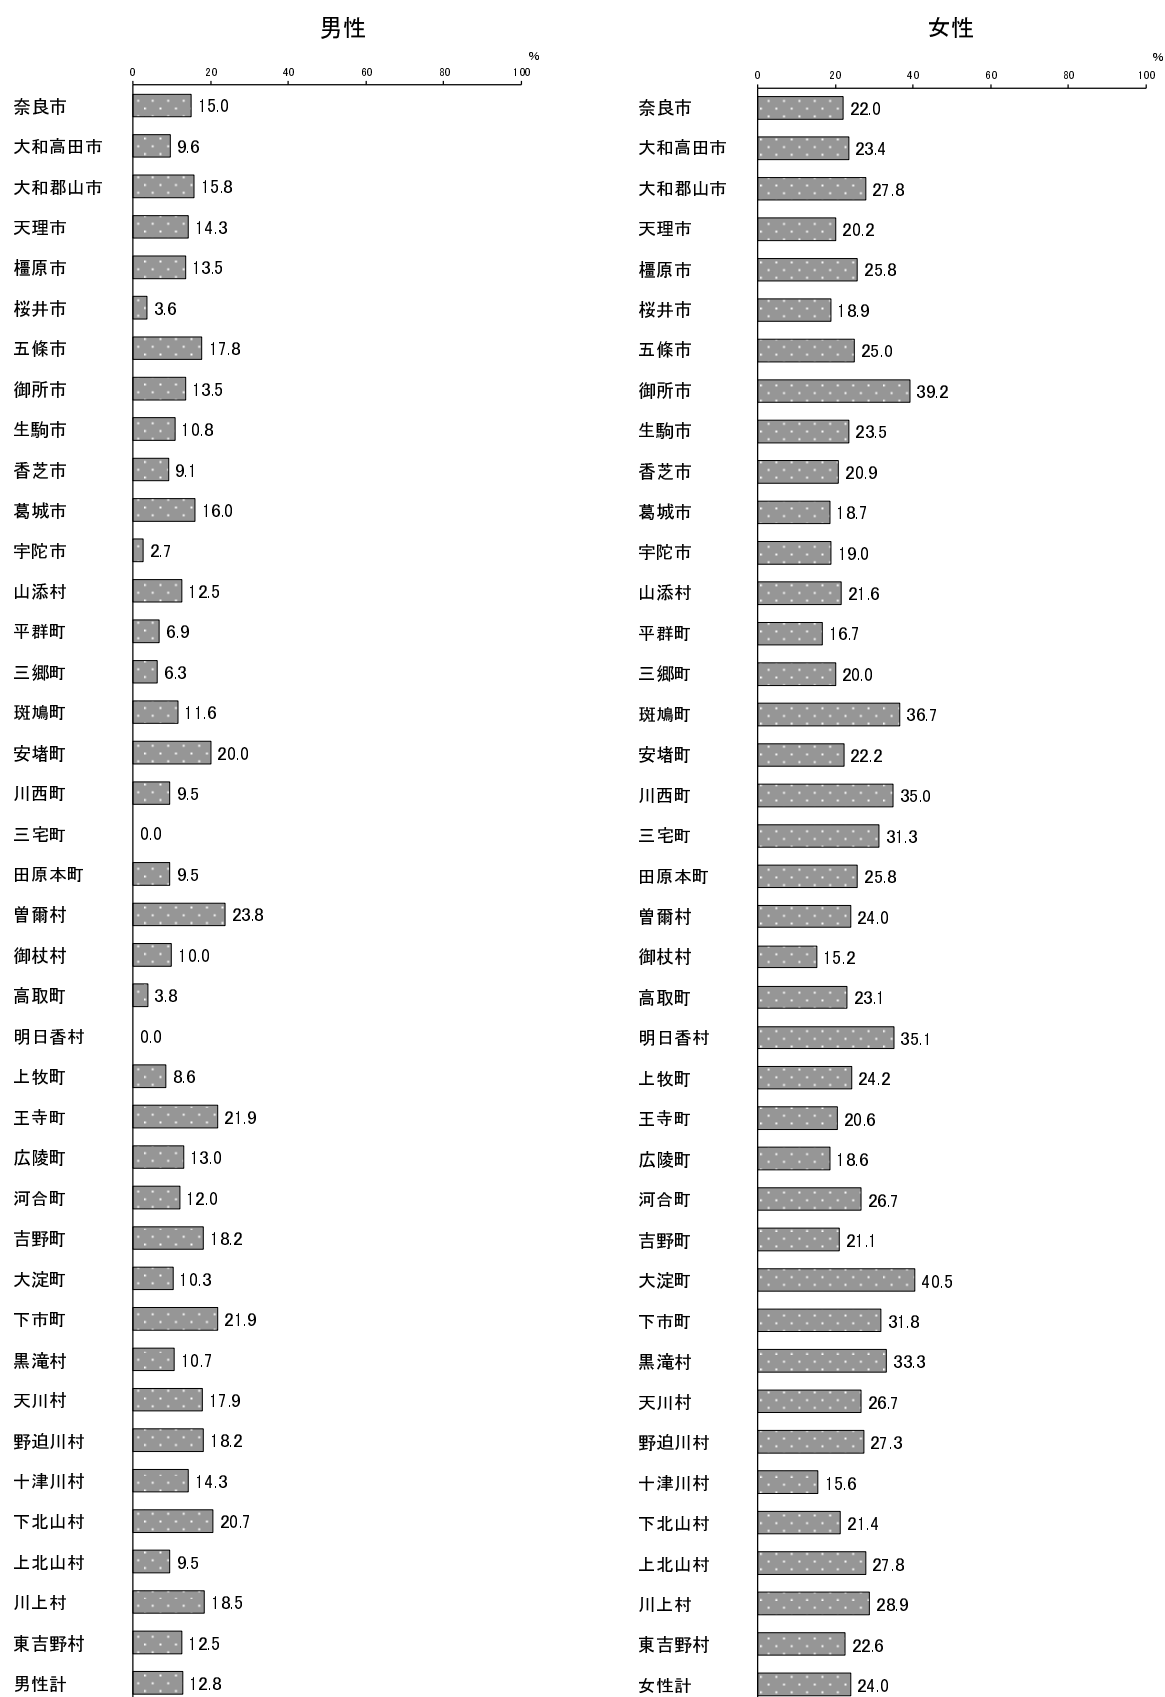 男性
%
0 20 40 60 80 100
奈良市 15.0
大和高田市 9.6
大和郡山市 15.8
天理市 14.3
橿原市 13.5
桜井市 3.6
五條市 17.8
御所市 13.5
生駒市 10.8
香芝市 9.1
葛城市 16.0
宇陀市 2.7
山添村 12.5
平群町 6.9
三郷町 6.3
斑鳩町 11.6
安堵町 20.0
川西町 9.5
三宅町 0.0
田原本町 9.5
曽爾村 23.8
御杖村 10.0
高取町 3.8
明日香村 0.0
上牧町 8.6
王寺町 21.9
広陵町 13.0
河合町 12.0
吉野町 18.2
大淀町 10.3
下市町 21.9
黒滝村 10.7
天川村 17.9
野迫川村 18.2
十津川村 14.3
下北山村 20.7
上北山村 9.5
川上村 18.5
東吉野村 12.5
男性計 12.8
女性
%
0 20 40 60 80 100
奈良市 22.0
大和高田市 23.4
大和郡山市 27.8
天理市 20.2
橿原市 25.8
桜井市 18.9
五條市 25.0
御所市 39.2
生駒市 23.5
香芝市 20.9
葛城市 18.7
宇陀市 19.0
山添村 21.6
平群町 16.7
三郷町 20.0
斑鳩町 36.7
安堵町 22.2
川西町 35.0
三宅町 31.3
田原本町 25.8
曽爾村 24.0
御杖村 15.2
高取町 23.1
明日香村 35.1
上牧町 24.2
王寺町 20.6
広陵町 18.6
河合町 26.7
吉野町 21.1
大淀町 40.5
下市町 31.8
黒滝村 33.3
天川村 26.7
野迫川村 27.3
十津川村 15.6
下北山村 21.4
上北山村 27.8
川上村 28.9
東吉野村 22.6
女性計 24.0